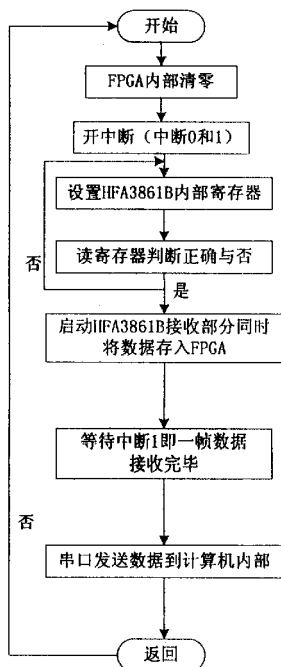 开始
FPGA内部清零
开中断（中断0和1）
设置HFA3861B内部寄存器
读寄存器判断正确与否
否
是
启动HFA3861B接收部分同时
将数据存入FPGA
等待中断1即一帧数据
接收完毕
否
串口发送数据到计算机内部
返回